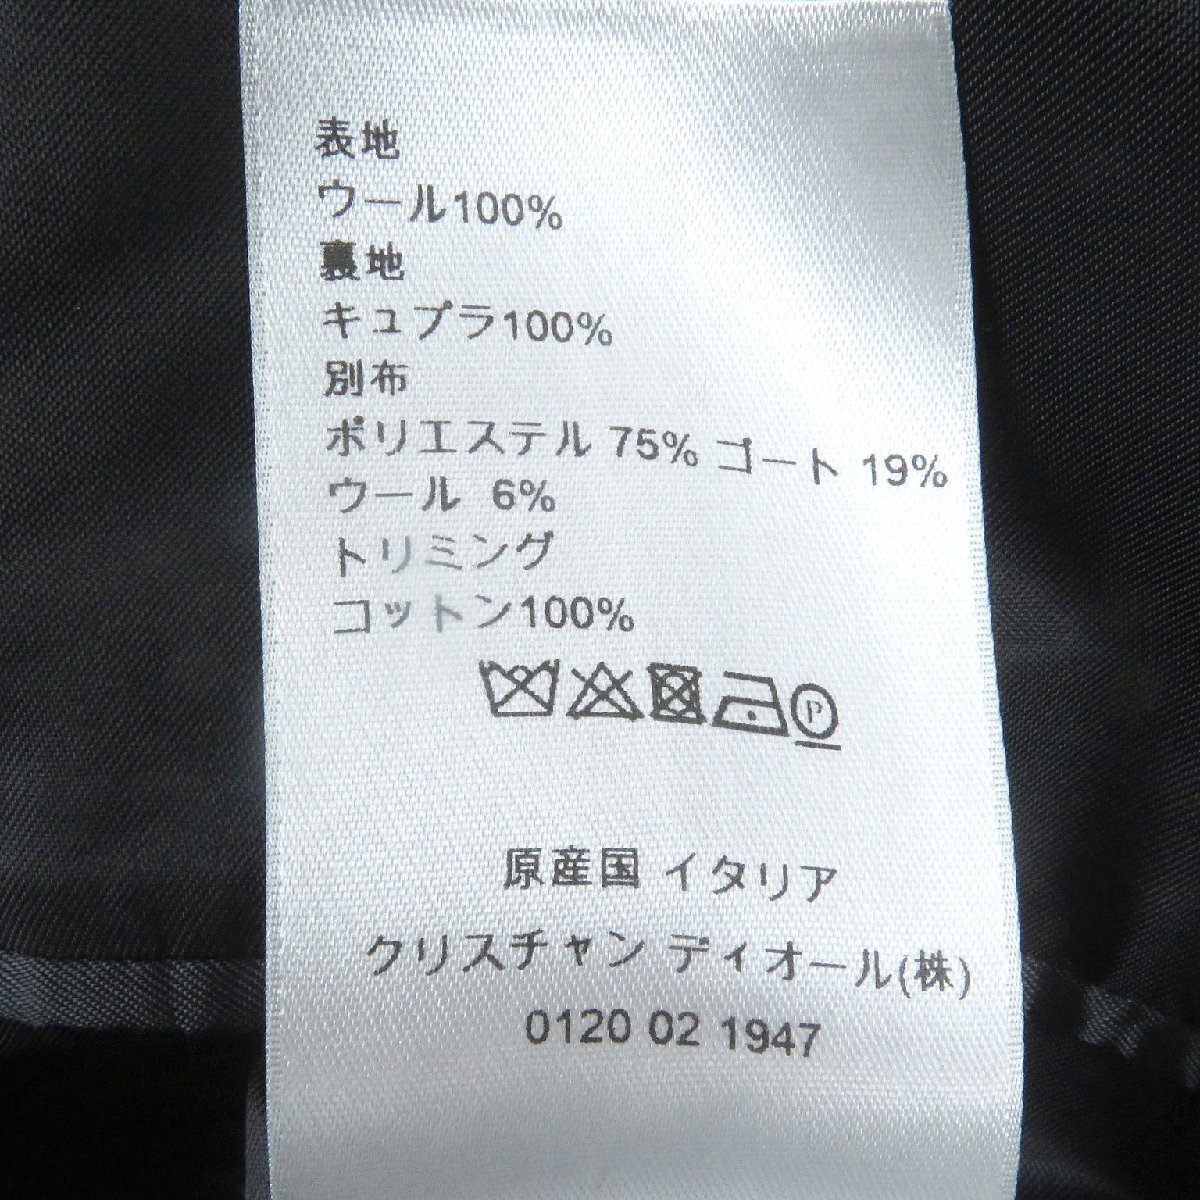 表地
ウール100%
裏地
キュプラ100%
別布
ポリエステル 75% ゴート 19%
ウール 6%
トリミング
コットン100%
P
原産国 イタリア
クリスチャン ディオール(株)
0120 02 1947